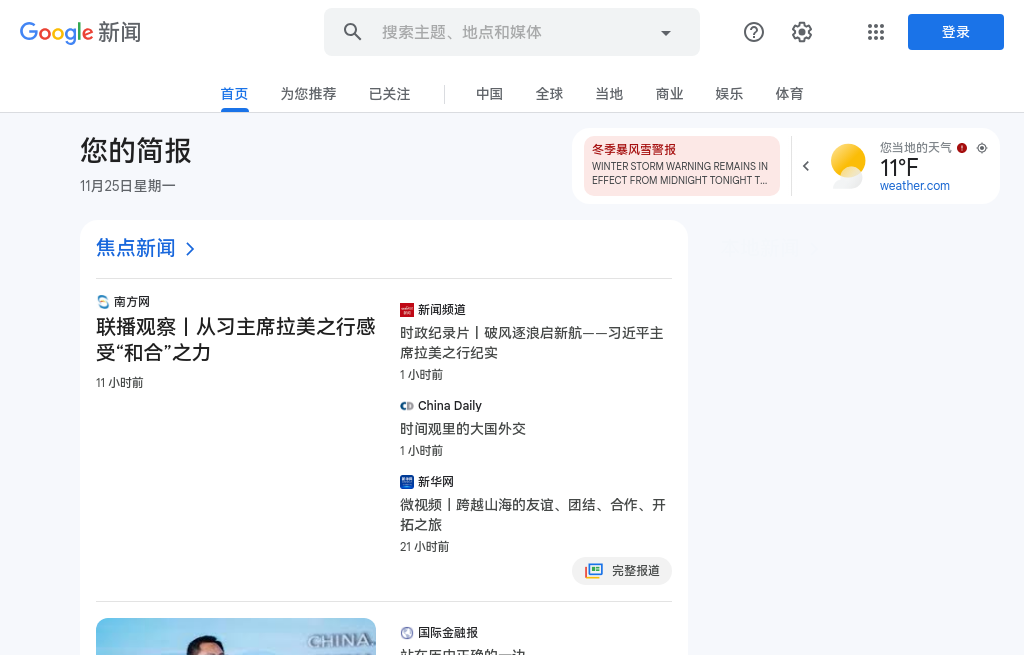 Google 新闻
搜索主题、地点和媒体
登录
首页
为您推荐
已关注
中国
全球
当地
商业
娱乐
体育
您的简报
11月25日星期一
冬季暴风雪警报
WINTER STORM WARNING REMAINS IN
EFFECT FROM MIDNIGHT TONIGHT T...
您当地的天气
11°F
weather.com
焦点新闻
南方网
联播观察丨从习主席拉美之行感
受“和合”之力
11 小时前
新闻频道
时政纪录片丨破风逐浪启新航——习近平主
席拉美之行纪实
1 小时前
China Daily
时间观里的大国外交
1 小时前
新华网
微视频丨跨越山海的友谊、团结、合作、开
拓之旅
21 小时前
完整报道
CHINA
国际金融报
站在历史正确的一边